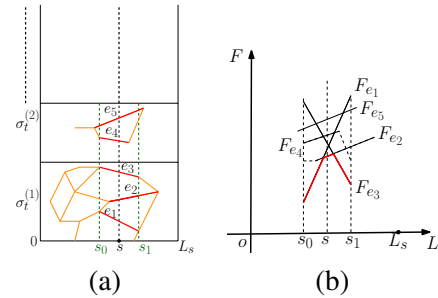 σ_t^{(2)}
e_5
e_4
σ_t^{(1)}
e_3
e_2
e_1
0
s_0 s s_1 L_s
(a)
F
F_{e_1}
F_{e_5}
F_{e_2}
F_{e_4}
F_{e_3}
o s_0 s s_1 L_s L
(b)